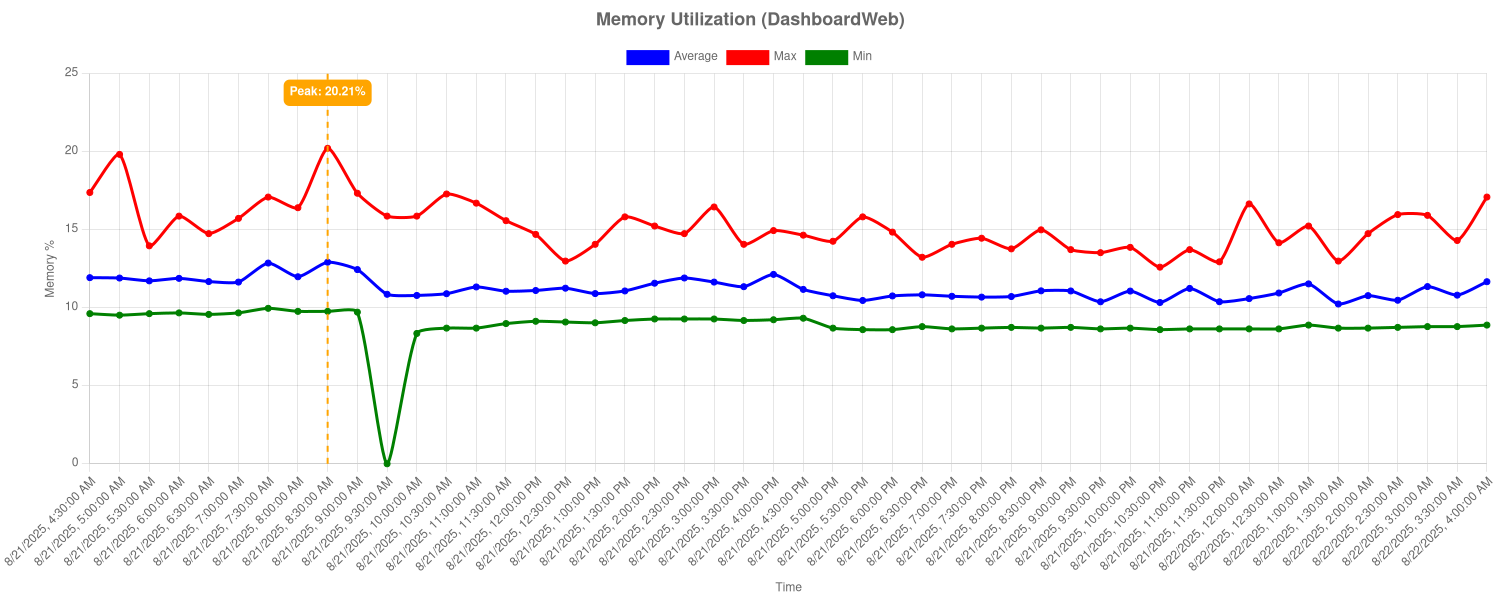 Memory Utilization (DashboardWeb)
Average Max Min
25
Peak: 20.21%
20
15
10
5
0
Memory %
8/21/2025, 4:30:00 AM
8/21/2025, 5:00:00 AM
8/21/2025, 5:30:00 AM
8/21/2025, 6:00:00 AM
8/21/2025, 6:30:00 AM
8/21/2025, 7:00:00 AM
8/21/2025, 7:30:00 AM
8/21/2025, 8:00:00 AM
8/21/2025, 8:30:00 AM
8/21/2025, 9:00:00 AM
8/21/2025, 9:30:00 AM
8/21/2025, 10:00:00 AM
8/21/2025, 10:30:00 AM
8/21/2025, 11:00:00 AM
8/21/2025, 11:30:00 AM
8/21/2025, 12:00:00 PM
8/21/2025, 12:30:00 PM
8/21/2025, 1:00:00 PM
8/21/2025, 1:30:00 PM
8/21/2025, 2:00:00 PM
8/21/2025, 2:30:00 PM
8/21/2025, 3:00:00 PM
8/21/2025, 3:30:00 PM
8/21/2025, 4:00:00 PM
8/21/2025, 4:30:00 PM
8/21/2025, 5:00:00 PM
8/21/2025, 5:30:00 PM
8/21/2025, 6:00:00 PM
8/21/2025, 6:30:00 PM
8/21/2025, 7:00:00 PM
8/21/2025, 7:30:00 PM
8/21/2025, 8:00:00 PM
8/21/2025, 8:30:00 PM
8/21/2025, 9:00:00 PM
8/21/2025, 9:30:00 PM
8/21/2025, 10:00:00 PM
8/21/2025, 10:30:00 PM
8/21/2025, 11:00:00 PM
8/21/2025, 11:30:00 PM
8/22/2025, 12:00:00 AM
8/22/2025, 12:30:00 AM
8/22/2025, 1:00:00 AM
8/22/2025, 1:30:00 AM
8/22/2025, 2:00:00 AM
8/22/2025, 2:30:00 AM
8/22/2025, 3:00:00 AM
8/22/2025, 3:30:00 AM
8/22/2025, 4:00:00 AM
Time